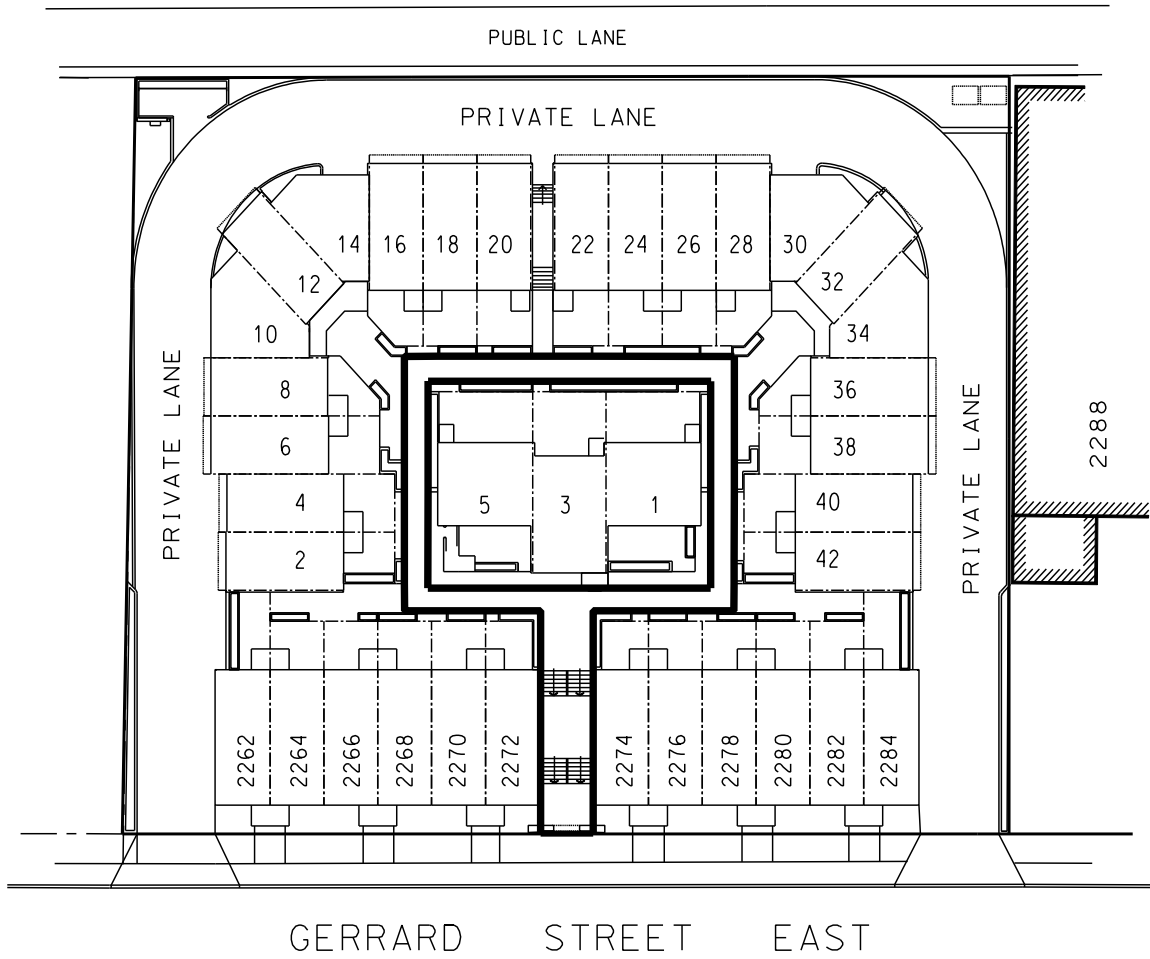 PUBLIC LANE
PRIVATE LANE
14 16 18 20 22 24 26 28 30
12 32
10 34
8 36
6 38
4 5 3 1 40
2 42
PRIVATE LANE
PRIVATE LANE
2288
2262 2264 2266 2268 2270 2272 2274 2276 2278 2280 2282 2284
GERRARD STREET EAST